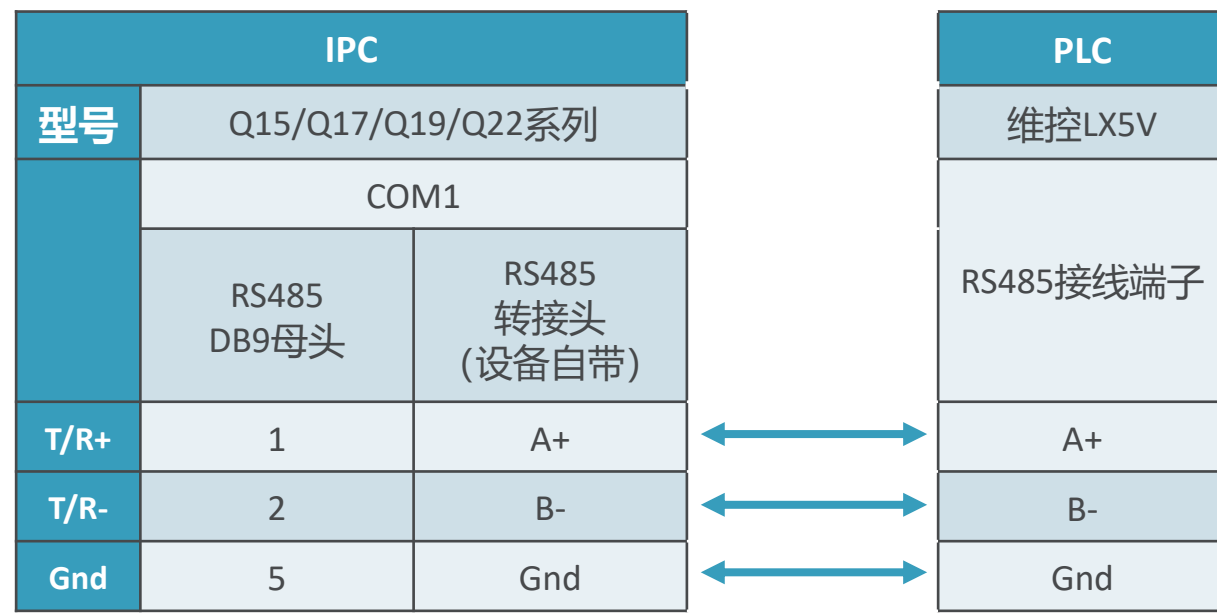 IPC
PLC
型号
Q15/Q17/Q19/Q22系列
维控LX5V
COM1
RS485
DB9母头
RS485
转接头
(设备自带)
RS485接线端子
T/R+
1
A+
A+
T/R-
2
B-
B-
Gnd
5
Gnd
Gnd